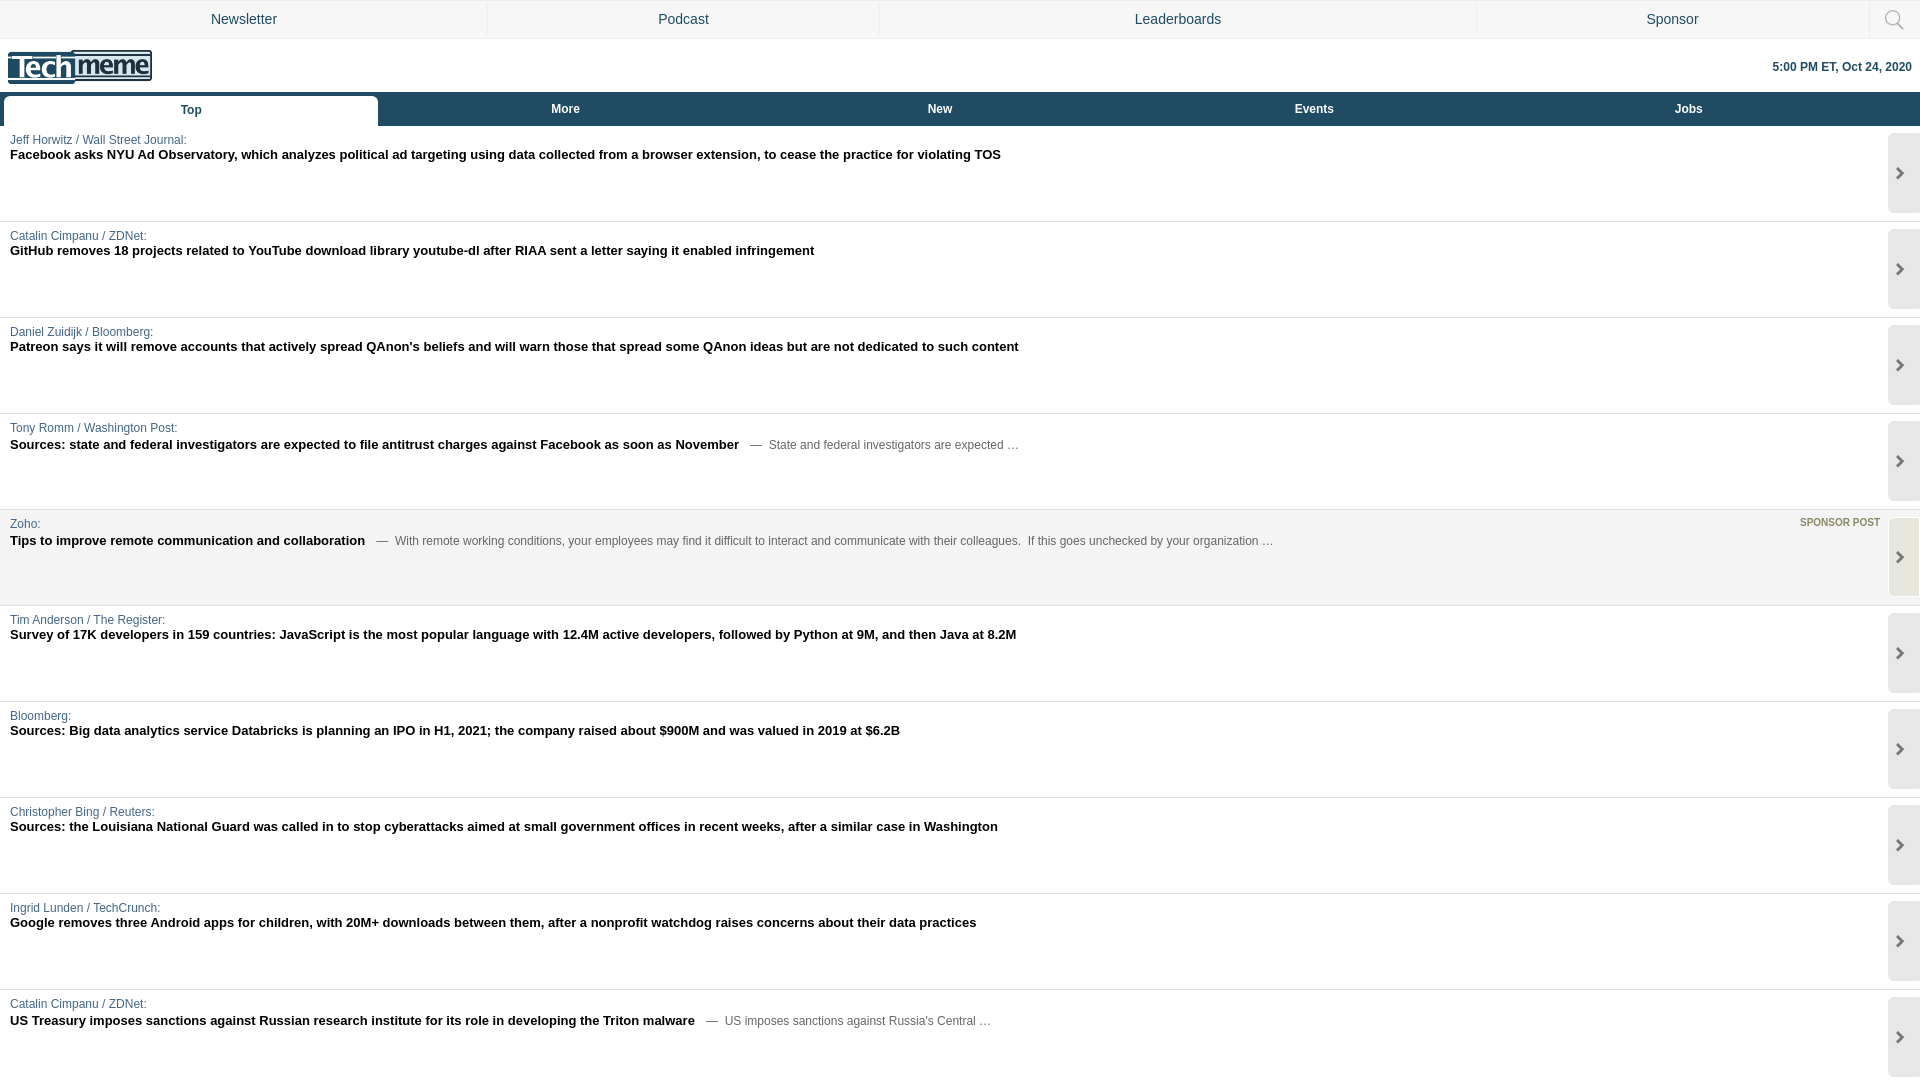 Newsletter
Podcast
Leaderboards
Sponsor
Techmeme
5:00 PM ET, Oct 24, 2020
Top
More
New
Events
Jobs
Jeff Horwitz / Wall Street Journal:
Facebook asks NYU Ad Observatory, which analyzes political ad targeting using data collected from a browser extension, to cease the practice for violating TOS
Catalin Cimpanu / ZDNet:
GitHub removes 18 projects related to YouTube download library youtube-dl after RIAA sent a letter saying it enabled infringement
Daniel Zuidijk / Bloomberg:
Patreon says it will remove accounts that actively spread QAnon's beliefs and will warn those that spread some QAnon ideas but are not dedicated to such content
Tony Romm / Washington Post:
Sources: state and federal investigators are expected to file antitrust charges against Facebook as soon as November — State and federal investigators are expected …
Zoho:
SPONSOR POST
Tips to improve remote communication and collaboration — With remote working conditions, your employees may find it difficult to interact and communicate with their colleagues. If this goes unchecked by your organization …
Tim Anderson / The Register:
Survey of 17K developers in 159 countries: JavaScript is the most popular language with 12.4M active developers, followed by Python at 9M, and then Java at 8.2M
Bloomberg:
Sources: Big data analytics service Databricks is planning an IPO in H1, 2021; the company raised about $900M and was valued in 2019 at $6.2B
Christopher Bing / Reuters:
Sources: the Louisiana National Guard was called in to stop cyberattacks aimed at small government offices in recent weeks, after a similar case in Washington
Ingrid Lunden / TechCrunch:
Google removes three Android apps for children, with 20M+ downloads between them, after a nonprofit watchdog raises concerns about their data practices
Catalin Cimpanu / ZDNet:
US Treasury imposes sanctions against Russian research institute for its role in developing the Triton malware — US imposes sanctions against Russia's Central …